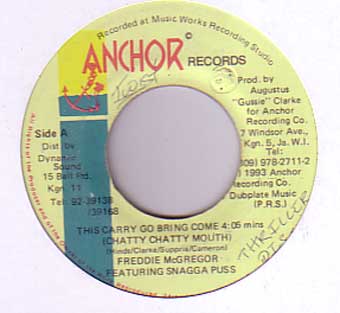 Recorded at Music Works Recording Studio
ANCHOR ©
RECORDS
Side A
Dist. by
Dynamic
Sound
15 Bell Rd.
Kgn 11
Tel: 92-39138
/39168
Prod. by
Augustus
"Gussie" Clarke
for Anchor
Recording Co.
7 Windsor Ave.,
Kgn. 5, Ja. W.I.
Tel:
809) 978-2711-2
1993 Anchor
Recording Co.
Dubplate Music
(P.R.S.)
THIS CARRY GO BRING COME 4:05 mins
(CHATTY CHATTY MOUTH)
(Hinds/Clarke/Suppris/Cameron)
FREDDIE McGREGOR
FEATURING SNAGGA PUSS
THRILLER